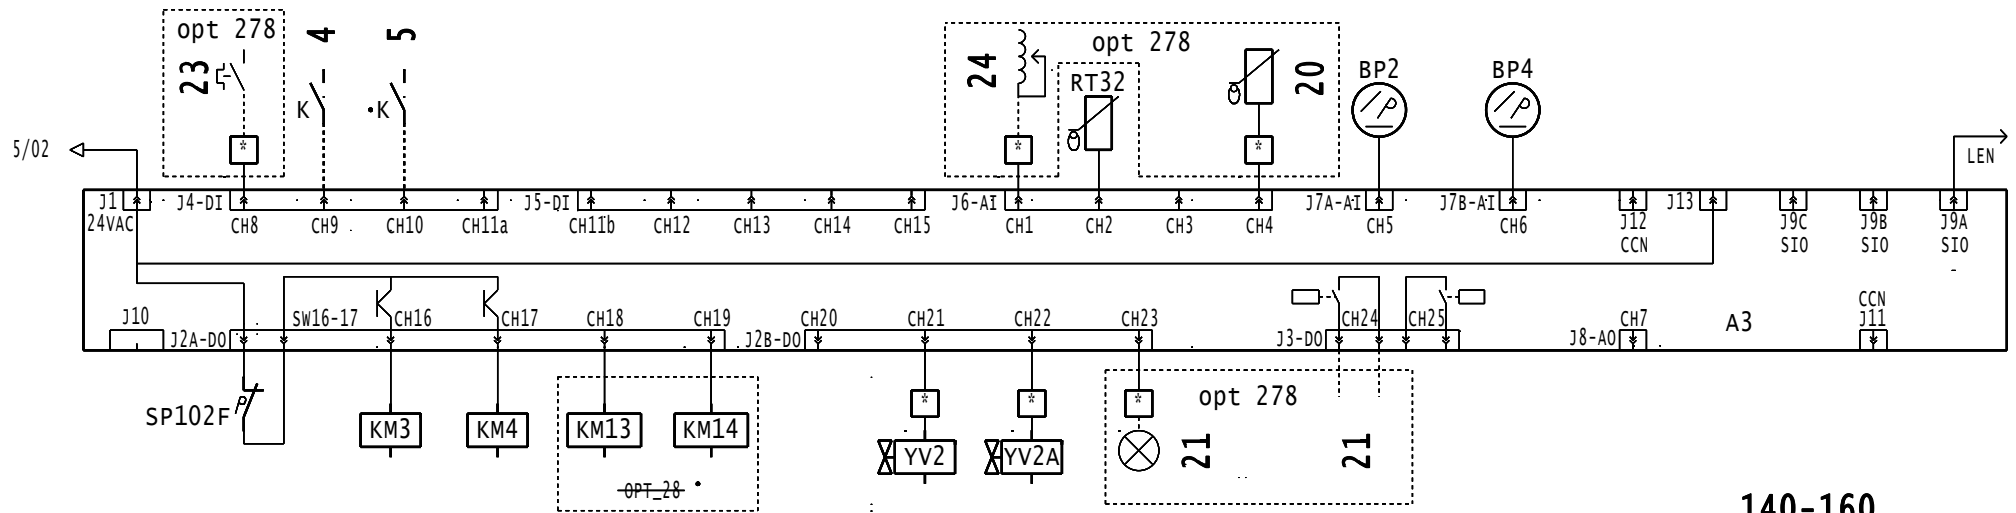 opt 278
4
5
23
K
K
opt 278
24
RT32
20
BP2
BP4
5/02
*
*
*
LEN
J1
J4-DI
J5-DI
J6-AI
J7A-AI
J7B-AI
J13
24VAC
CH8
CH9
CH10
CH11a
CH11b
CH12
CH13
CH14
CH15
CH1
CH2
CH3
CH4
CH5
CH6
J12
CCN
J9C
SIO
J9B
SIO
J9A
SIO
J10
J2A-DO
SW16-17
CH16
CH17
CH18
CH19
J2B-DO
CH20
CH21
CH22
CH23
J3-DO
CH24
CH25
J8-AO
CH7
A3
CCN
J11
SP102F
KM3
KM4
KM13
KM14
OPT_28
*
YV2
*
YV2A
*
opt 278
21
21
140-160